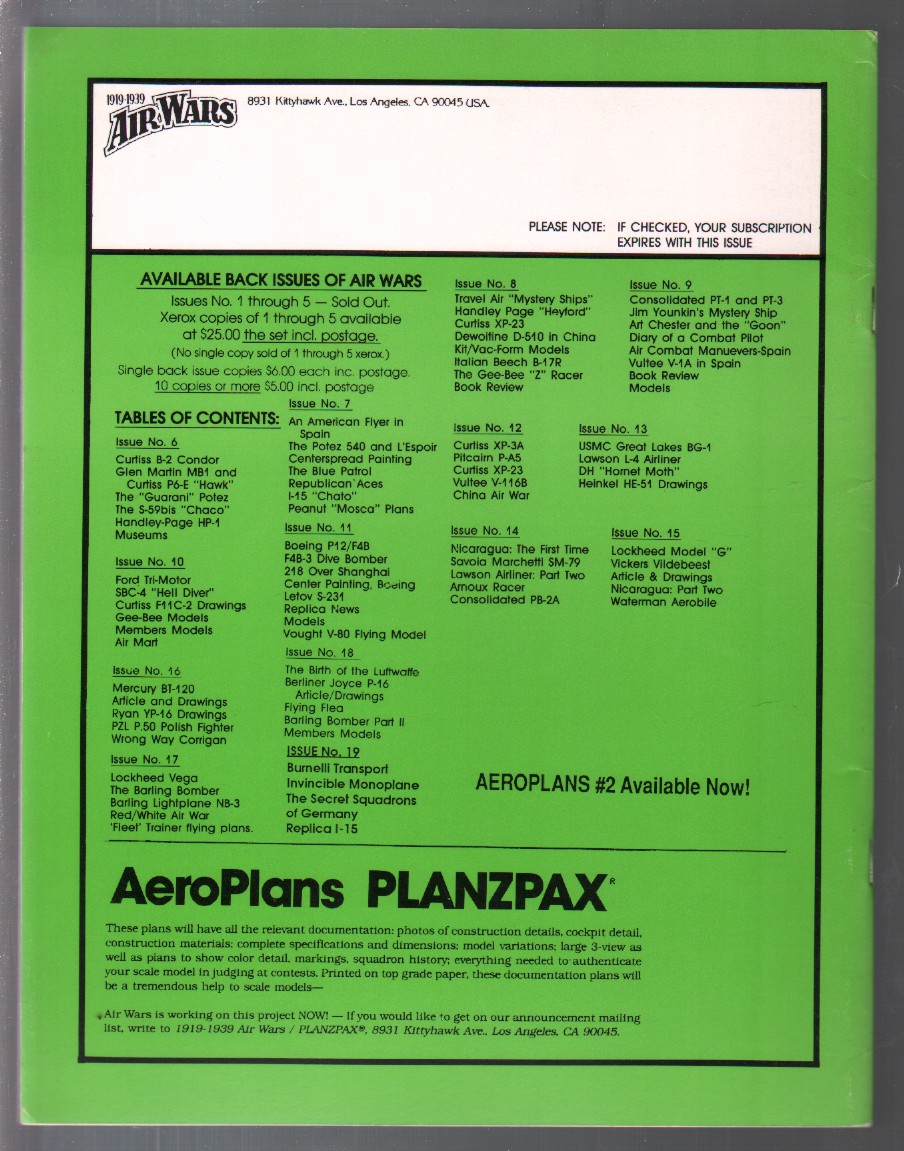 1919-1939
AIR WARS
8931 Kittyhawk Ave., Los Angeles, CA 90045 USA
PLEASE NOTE: IF CHECKED, YOUR SUBSCRIPTION
EXPIRES WITH THIS ISSUE
AVAILABLE BACK ISSUES OF AIR WARS
Issues No. 1 through 5 — Sold Out.
Xerox copies of 1 through 5 available
at $25.00 the set incl. postage.
(No single copy sold of 1 through 5 xerox.)
Single back issue copies $6.00 each inc. postage.
10 copies or more $5.00 incl. postage
TABLES OF CONTENTS:
Issue No. 6
Curtiss B-2 Condor
Glen Martin MB1 and
Curtiss P6-E "Hawk"
The "Guarani" Potez
The S-59bis "Chaco"
Handley-Page HP-1
Museums
Issue No. 10
Ford Tri-Motor
SBC-4 "Hell Diver"
Curtiss F11C-2 Drawings
Gee-Bee Models
Members Models
Air Mart
Issue No. 16
Mercury BT-120
Article and Drawings
Ryan YP-16 Drawings
PZL P.50 Polish Fighter
Wrong Way Corrigan
Issue No. 17
Lockheed Vega
The Barling Bomber
Barling Lightplane NB-3
Red/White Air War
'Fleet' Trainer flying plans.
Issue No. 7
An American Flyer in
Spain
The Potez 540 and L'Espoir
Centerspread Painting
The Blue Patrol
Republican Aces
I-15 "Chato"
Peanut "Mosca" Plans
Issue No. 11
Boeing P12/F4B
F4B-3 Dive Bomber
218 Over Shanghai
Center Painting, Boeing
Letov S-231
Replica News
Models
Vought V-80 Flying Model
Issue No. 18
The Birth of the Luftwaffe
Berliner Joyce P-16
Article/Drawings
Flying Flea
Barling Bomber Part II
Members Models
ISSUE No. 19
Burnelli Transport
Invincible Monoplane
The Secret Squadrons
of Germany
Replica I-15
Issue No. 8
Travel Air "Mystery Ships"
Handley Page "Heyford"
Curtiss XP-23
Dewoitine D-510 in China
Kit/Vac-Form Models
Italian Beech B-17R
The Gee-Bee "Z" Racer
Book Review
Issue No. 9
Consolidated PT-1 and PT-3
Jim Younkin's Mystery Ship
Art Chester and the "Goon"
Diary of a Combat Pilot
Air Combat Manuevers-Spain
Vultee V-1A in Spain
Book Review
Models
Issue No. 12
Curtiss XP-3A
Pitcairn P-A5
Curtiss XP-23
Vultee V-116B
China Air War
Issue No. 13
USMC Great Lakes BG-1
Lawson L-4 Airliner
DH "Hornet Moth"
Heinkel HE-51 Drawings
Issue No. 14
Nicaragua: The First Time
Savoia Marchetti SM-79
Lawson Airliner: Part Two
Arnoux Racer
Consolidated PB-2A
Issue No. 15
Lockheed Model "G"
Vickers Vildebeest
Article & Drawings
Nicaragua: Part Two
Waterman Aerobile
AEROPLANS #2 Available Now!
AeroPlans PLANZPAX®
These plans will have all the relevant documentation: photos of construction details, cockpit detail,
construction materials; complete specifications and dimensions; model variations; large 3-view as
well as plans to show color detail, markings, squadron history; everything needed to authenticate
your scale model in judging at contests. Printed on top grade paper, these documentation plans will
be a tremendous help to scale models—
Air Wars is working on this project NOW! — If you would like to get on our announcement mailing
list, write to 1919-1939 Air Wars / PLANZPAX®, 8931 Kittyhawk Ave., Los Angeles, CA 90045.